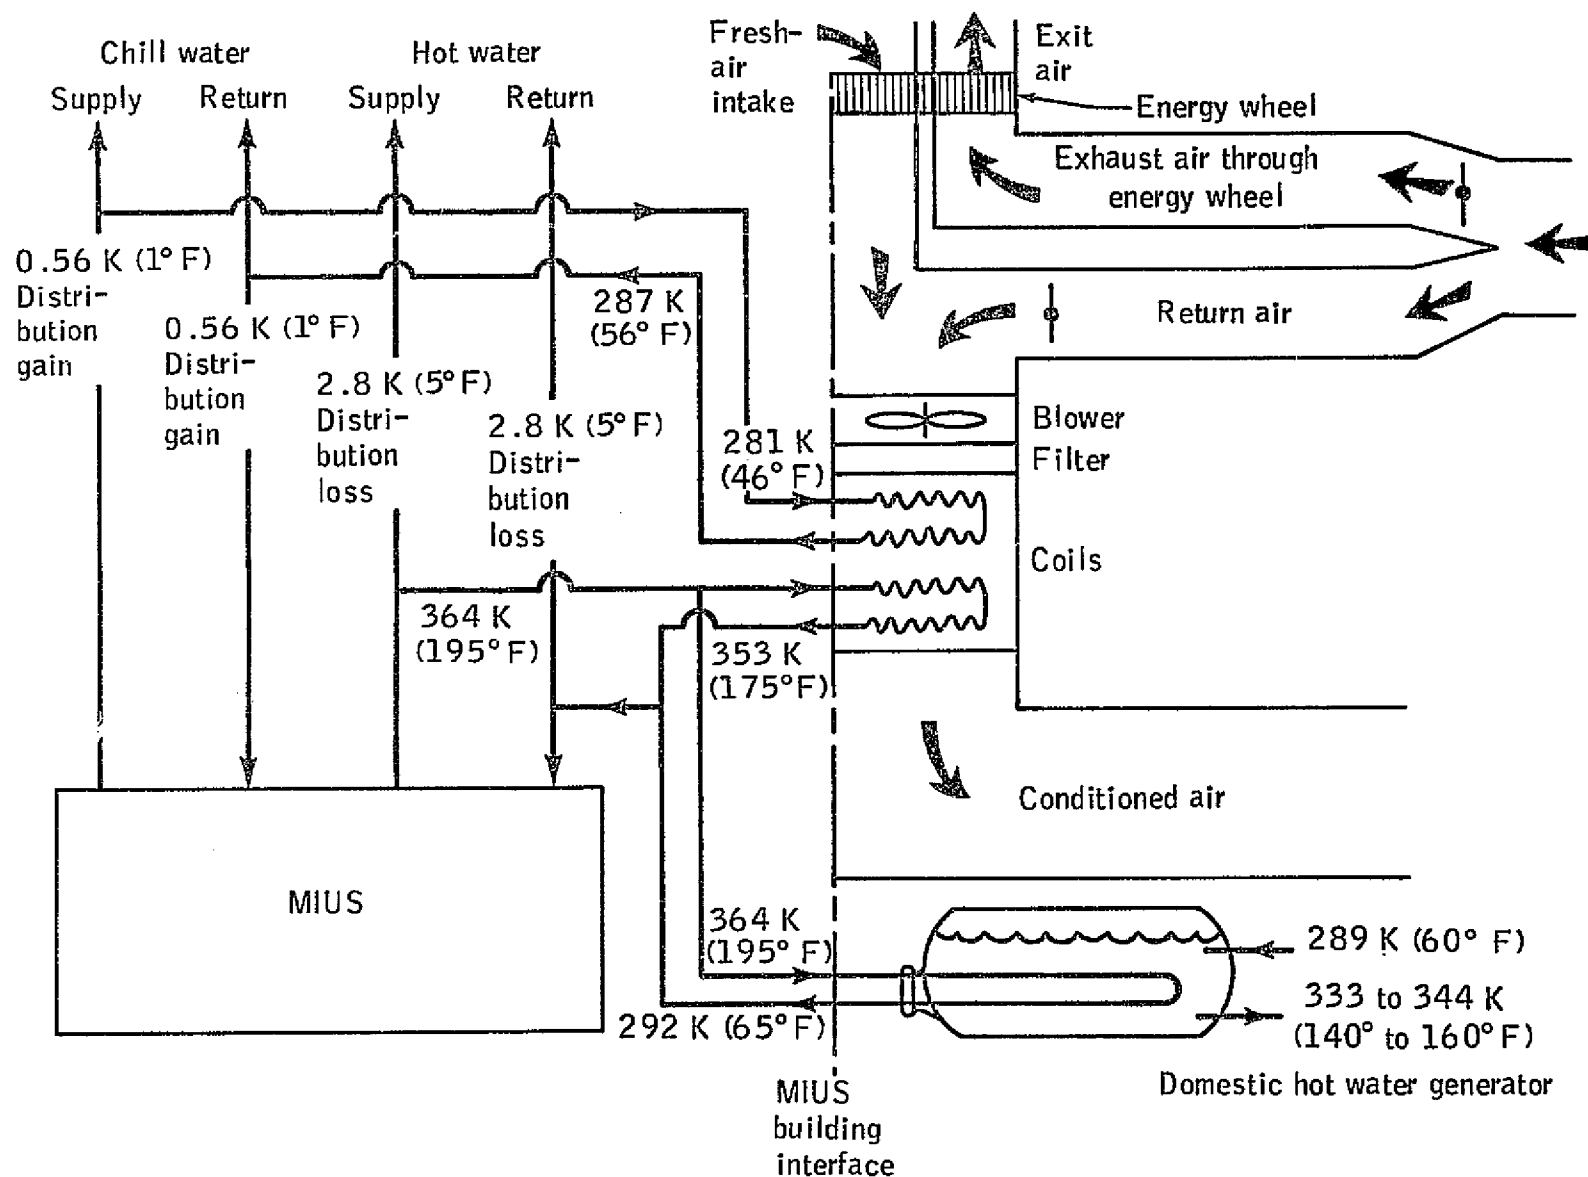 Chill water
Supply
Return
Hot water
Supply
Return
0.56 K (1° F)
Distri-
bution
gain
0.56 K (1° F)
Distri-
bution
gain
2.8 K (5° F)
Distri-
bution
loss
2.8 K (5° F)
Distri-
bution
loss
287 K
(56° F)
281 K
(46° F)
364 K
(195° F)
353 K
(175° F)
MIUS
364 K
(195° F)
292 K (65° F)
MIUS
building
interface
Fresh-
air
intake
Exit
air
Energy wheel
Exhaust air through
energy wheel
Return air
Blower
Filter
Coils
Conditioned air
289 K (60° F)
333 to 344 K
(140° to 160° F)
Domestic hot water generator